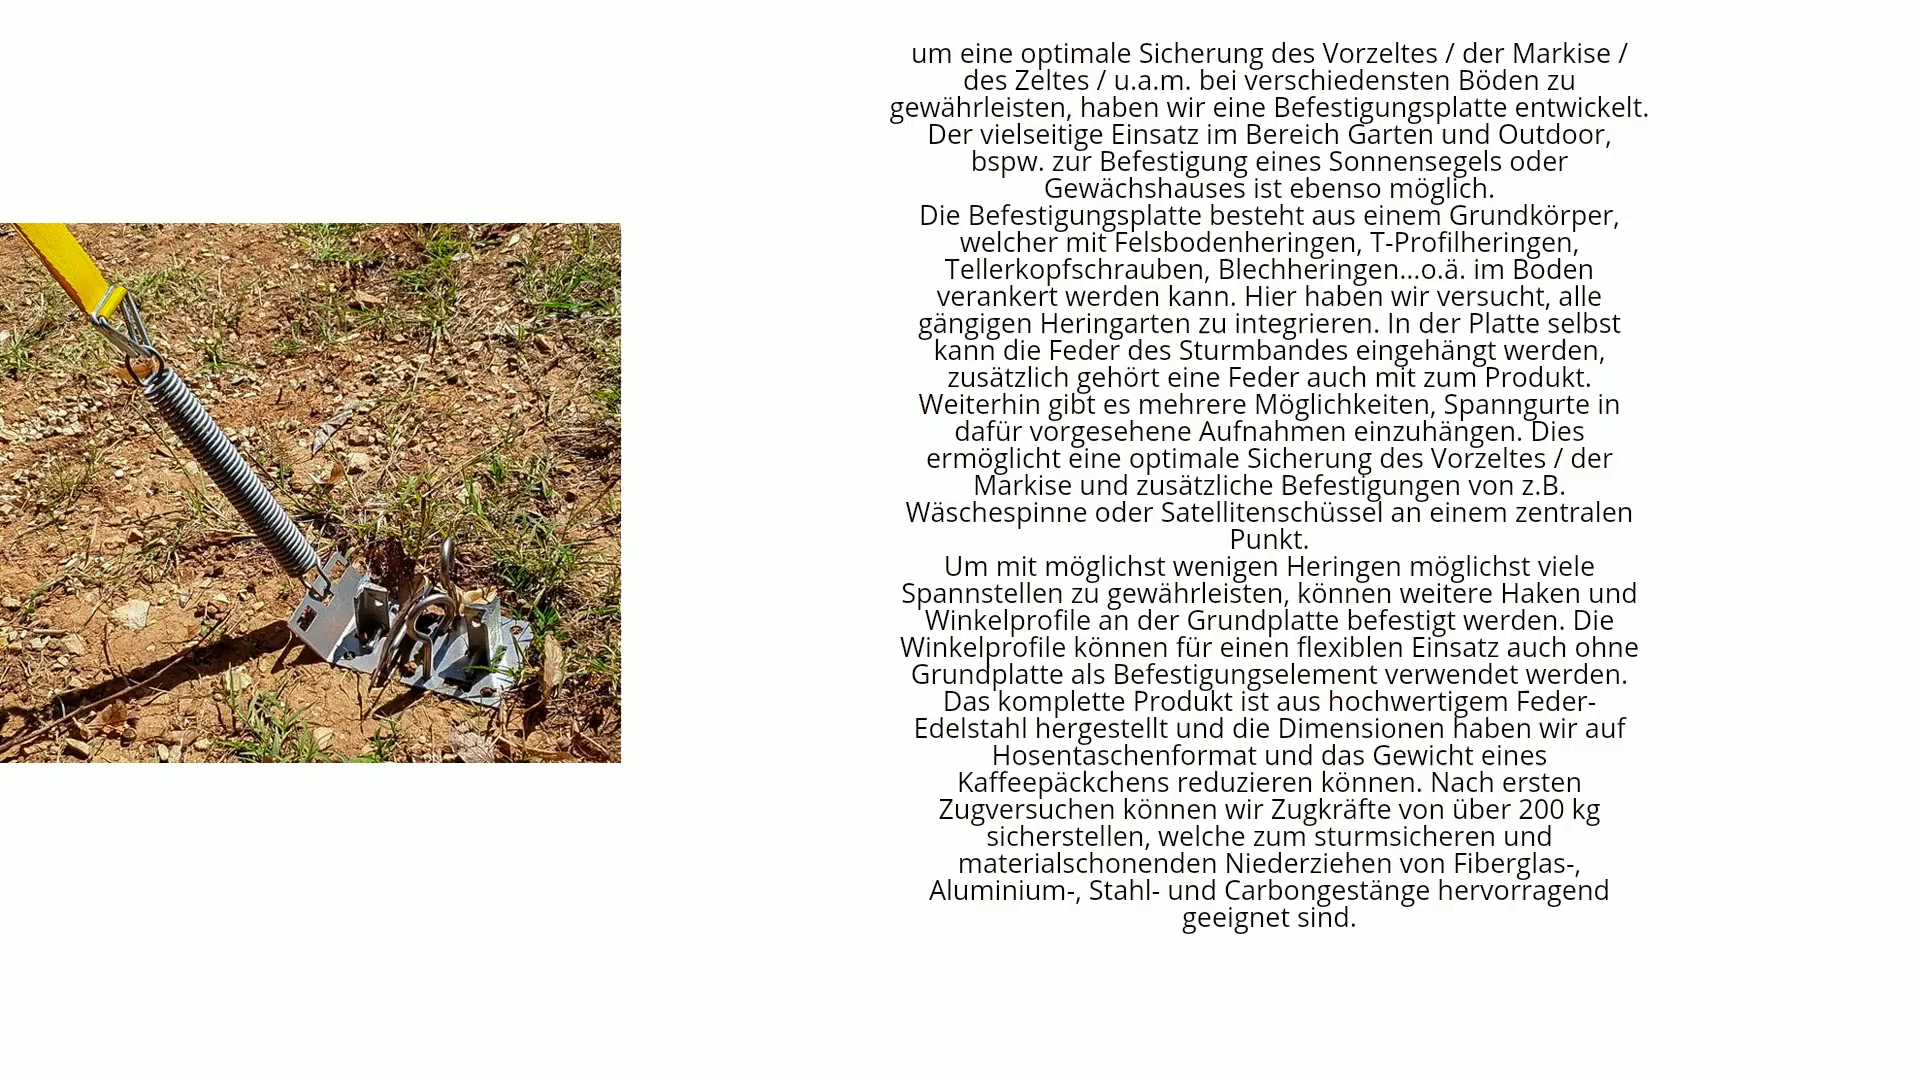 um eine optimale Sicherung des Vorzeltes / der Markise /
des Zeltes / u.a.m. bei verschiedensten Böden zu
gewährleisten, haben wir eine Befestigungsplatte entwickelt.
Der vielseitige Einsatz im Bereich Garten und Outdoor,
bspw. zur Befestigung eines Sonnensegels oder
Gewächshauses ist ebenso möglich.
Die Befestigungsplatte besteht aus einem Grundkörper,
welcher mit Felsbodenheringen, T-Profilheringen,
Tellerkopfschrauben, Blechheringen...o.ä. im Boden
verankert werden kann. Hier haben wir versucht, alle
gängigen Heringarten zu integrieren. In der Platte selbst
kann die Feder des Sturmbandes eingehängt werden,
zusätzlich gehört eine Feder auch mit zum Produkt.
Weiterhin gibt es mehrere Möglichkeiten, Spanngurte in
dafür vorgesehene Aufnahmen einzuhängen. Dies
ermöglicht eine optimale Sicherung des Vorzeltes / der
Markise und zusätzliche Befestigungen von z.B.
Wäschespinne oder Satellitenschüssel an einem zentralen
Punkt.
Um mit möglichst wenigen Heringen möglichst viele
Spannstellen zu gewährleisten, können weitere Haken und
Winkelprofile an der Grundplatte befestigt werden. Die
Winkelprofile können für einen flexiblen Einsatz auch ohne
Grundplatte als Befestigungselement verwendet werden.
Das komplette Produkt ist aus hochwertigem Feder-
Edelstahl hergestellt und die Dimensionen haben wir auf
Hosentaschenformat und das Gewicht eines
Kaffeepäckchens reduzieren können. Nach ersten
Zugversuchen können wir Zugkräfte von über 200 kg
sicherstellen, welche zum sturmsicheren und
materialschonenden Niederziehen von Fiberglas-,
Aluminium-, Stahl- und Carbongestänge hervorragend
geeignet sind.